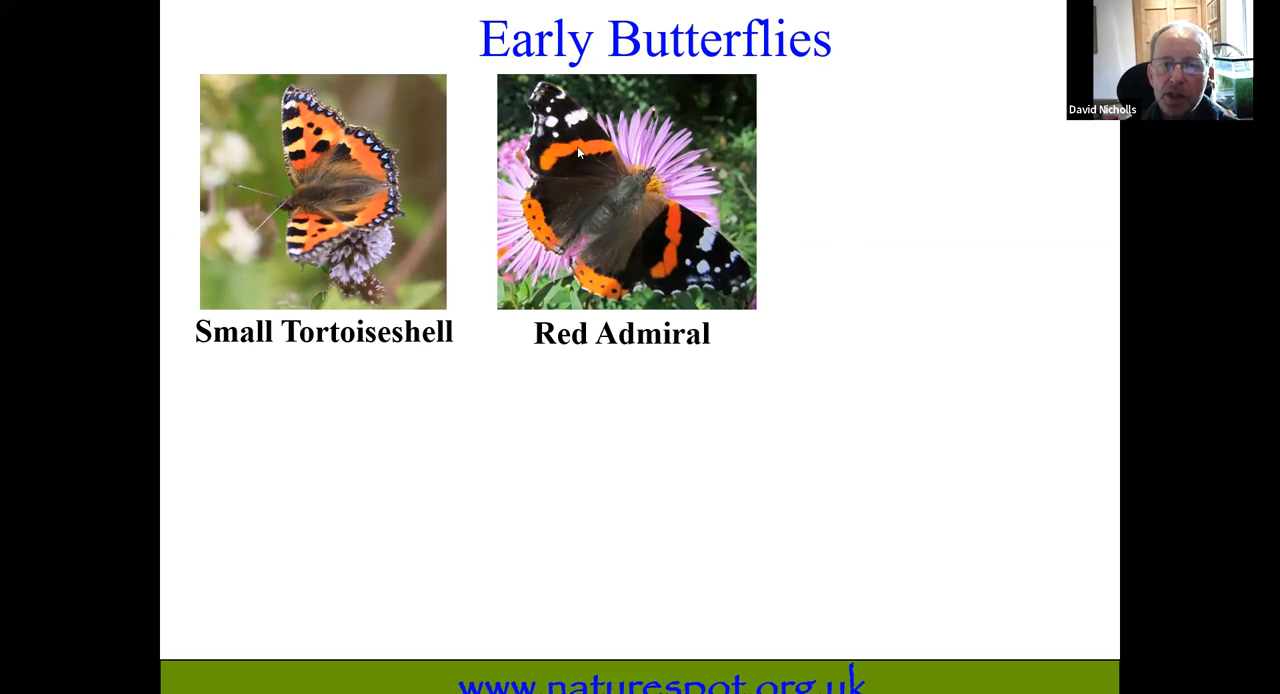 Early Butterflies
David Nicholls
Small Tortoiseshell
Red Admiral
www.naturespot.org.uk